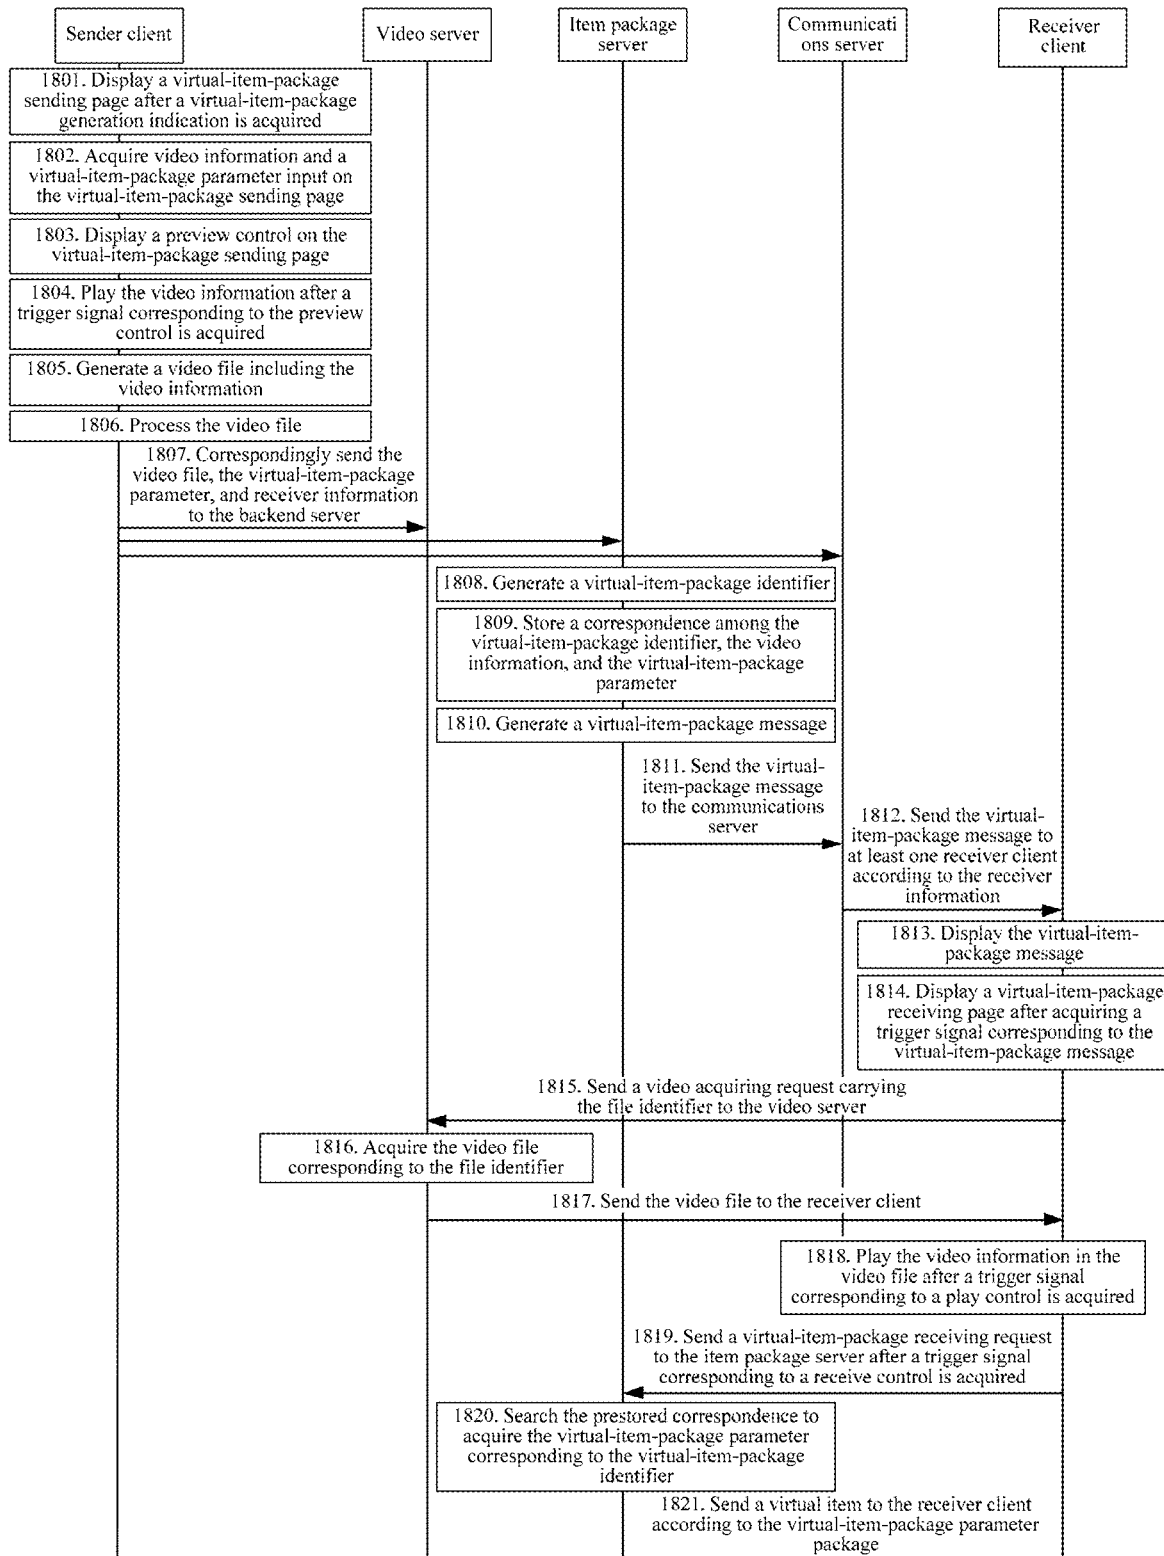 Sender client
Video server
Item package
server
Communicati
ons server
Receiver
client
1801. Display a virtual-item-package
sending page after a virtual-item-package
generation indication is acquired
1802. Acquire video information and a
virtual-item-package parameter input on
the virtual-item-package sending page
1803. Display a preview control on the
virtual-item-package sending page
1804. Play the video information after a
trigger signal corresponding to the preview
control is acquired
1805. Generate a video file including the
video information
1806. Process the video file
1807. Correspondingly send the
video file, the virtual-item-package
parameter, and receiver information
to the backend server
1808. Generate a virtual-item-package identifier
1809. Store a correspondence among the
virtual-item-package identifier, the video
information, and the virtual-item-package
parameter
1810. Generate a virtual-item-package message
1811. Send the virtual-
item-package message
to the communications
server
1812. Send the virtual-
item-package message to
at least one receiver client
according to the receiver
information
1813. Display the virtual-item-
package message
1814. Display a virtual-item-package
receiving page after acquiring a
trigger signal corresponding to the
virtual-item-package message
1815. Send a video acquiring request carrying
the file identifier to the video server
1816. Acquire the video file
corresponding to the file identifier
1817. Send the video file to the receiver client
1818. Play the video information in the
video file after a trigger signal
corresponding to a play control is acquired
1819. Send a virtual-item-package receiving request
to the item package server after a trigger signal
corresponding to a receive control is acquired
1820. Search the prestored correspondence to
acquire the virtual-item-package parameter
corresponding to the virtual-item-package
identifier
1821. Send a virtual item to the receiver client
according to the virtual-item-package parameter
package